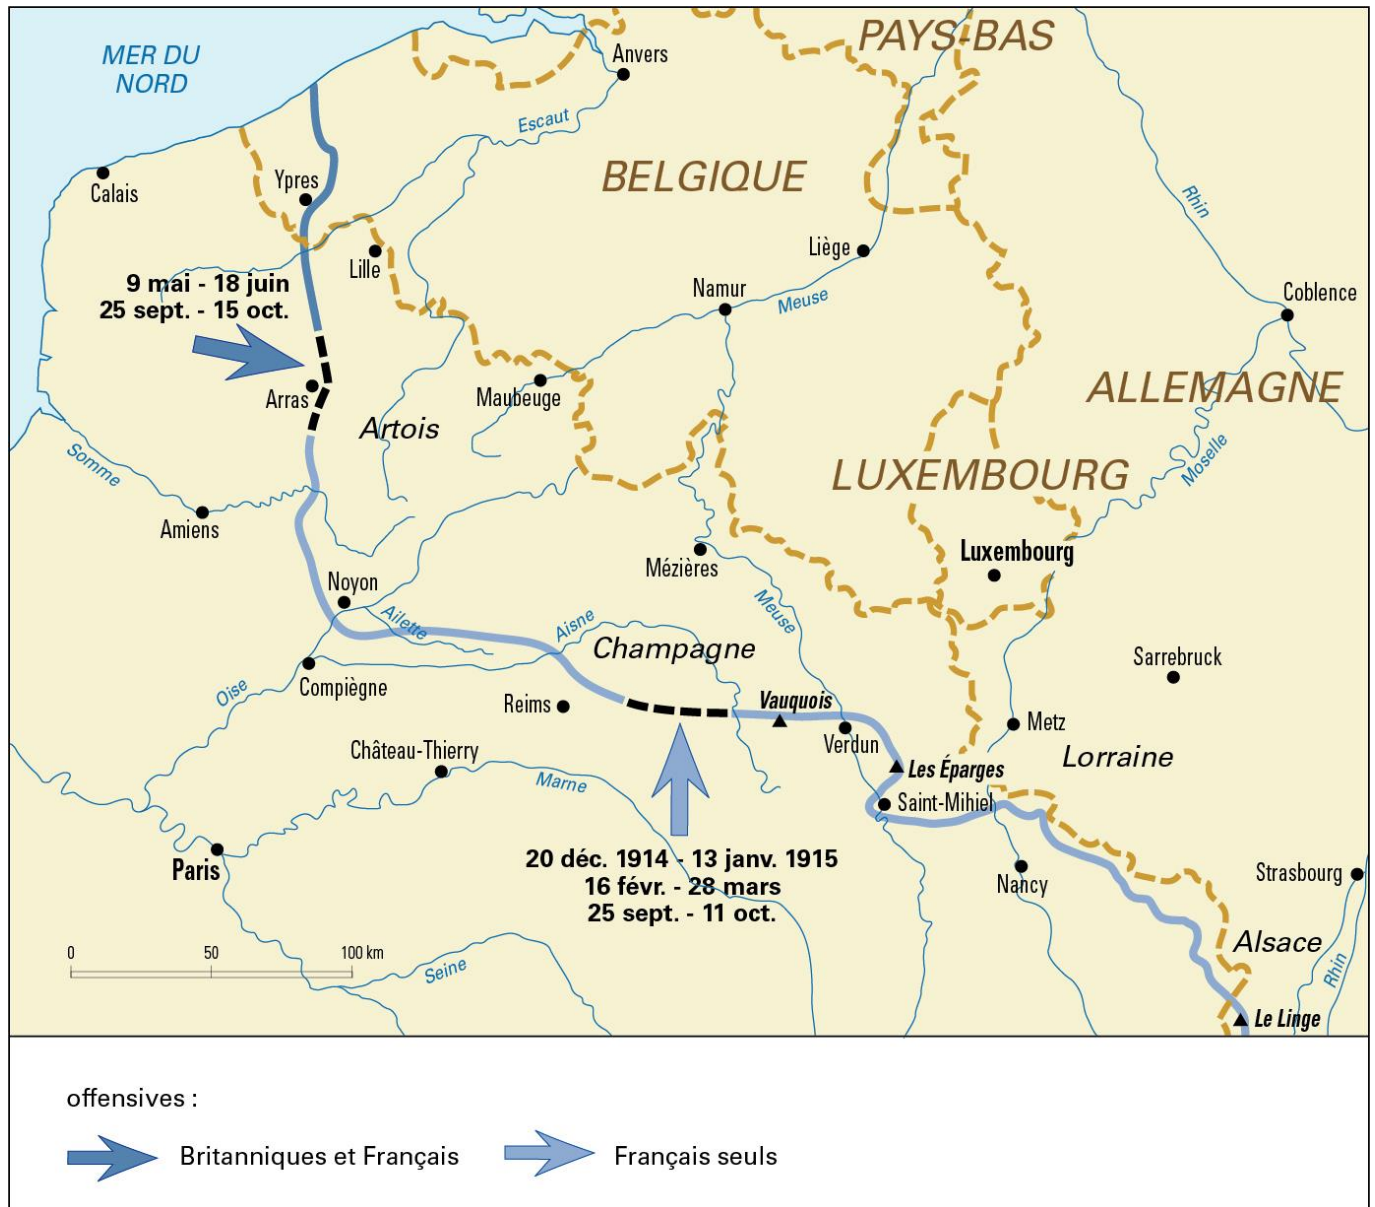 MER DU
NORD
PAYS-BAS
Anvers
Escaut
BELGIQUE
Calais
Ypres
Rhin
Lille
Liège
9 mai - 18 juin
25 sept. - 15 oct.
Namur
Meuse
Coblence
Arras
Maubeuge
ALLEMAGNE
Artois
Somme
LUXEMBOURG
Moselle
Amiens
Luxembourg
Mézières
Noyon
Ailette
Aisne
Meuse
Champagne
Sarrebruck
Oise
Compiègne
Reims
Vauquois
Verdun
Metz
Lorraine
Château-Thierry
Marne
Les Éparges
Saint-Mihiel
Paris
20 déc. 1914 - 13 janv. 1915
16 févr. - 28 mars
25 sept. - 11 oct.
Nancy
Strasbourg
Alsace
0 50 100 km
Seine
Rhin
Le Linge
offensives :
Britanniques et Français
Français seuls